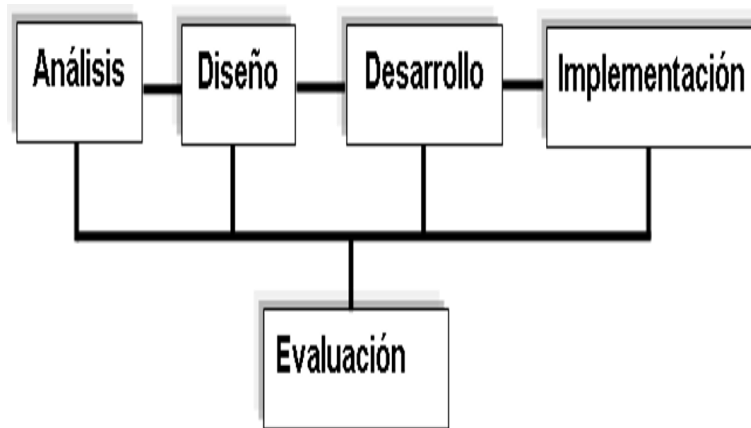 Análisis
Diseño
Desarrollo
Implementación
Evaluación